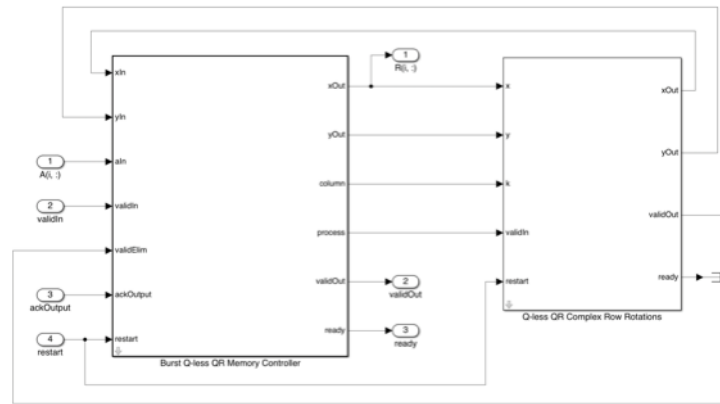 xIn
yIn
1
aIn
A(i, :)
2
validIn
validIn
validElim
3
ackOutput
ackOutput
4
restart
restart
xOut
yOut
column
process
validOut
ready
Burst Q-less QR Memory Controller
1
R(i, :)
2
validOut
3
ready
x
y
k
validIn
restart
xOut
yOut
validOut
ready
Q-less QR Complex Row Rotations